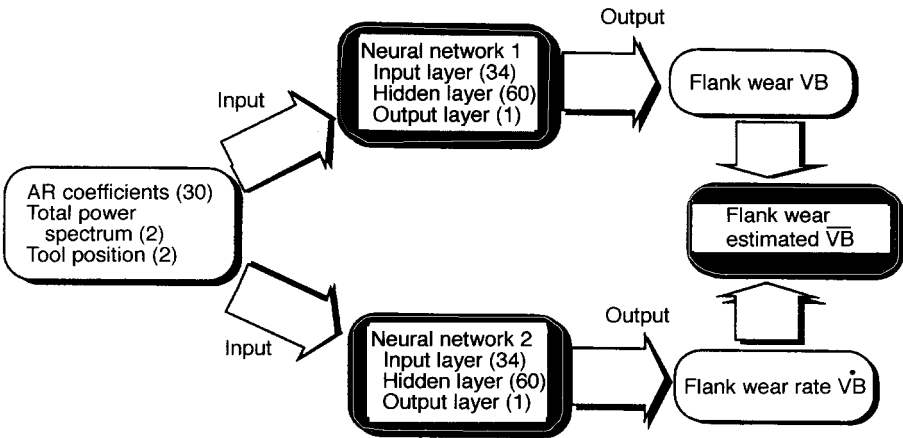 Output
Neural network 1
Input layer (34)
Hidden layer (60)
Output layer (1)
Flank wear VB
Input
AR coefficients (30)
Total power
spectrum (2)
Tool position (2)
Flank wear
estimated V̅B̅
Input
Output
Neural network 2
Input layer (34)
Hidden layer (60)
Output layer (1)
Flank wear rate V̇B